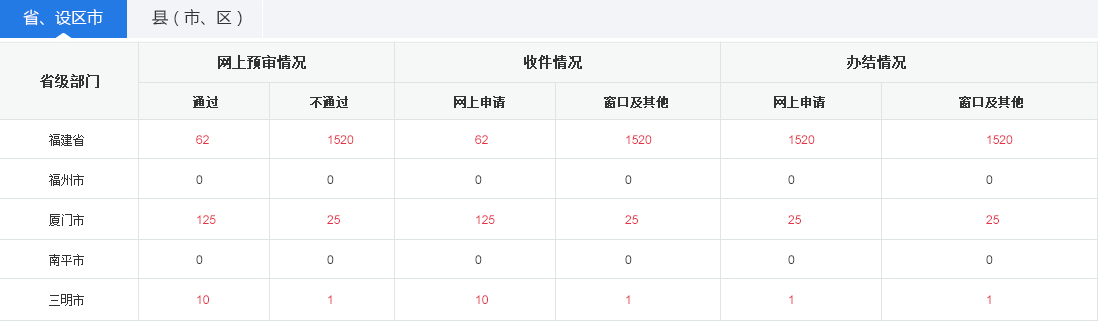 省、设区市 县（市、区）
省级部门 网上预审情况 收件情况 办结情况
通过 不通过 网上申请 窗口及其他 网上申请 窗口及其他
福建省 62 1520 62 1520 1520 1520
福州市 0 0 0 0 0 0
厦门市 125 25 125 25 25 25
南平市 0 0 0 0 0 0
三明市 10 1 10 1 1 1